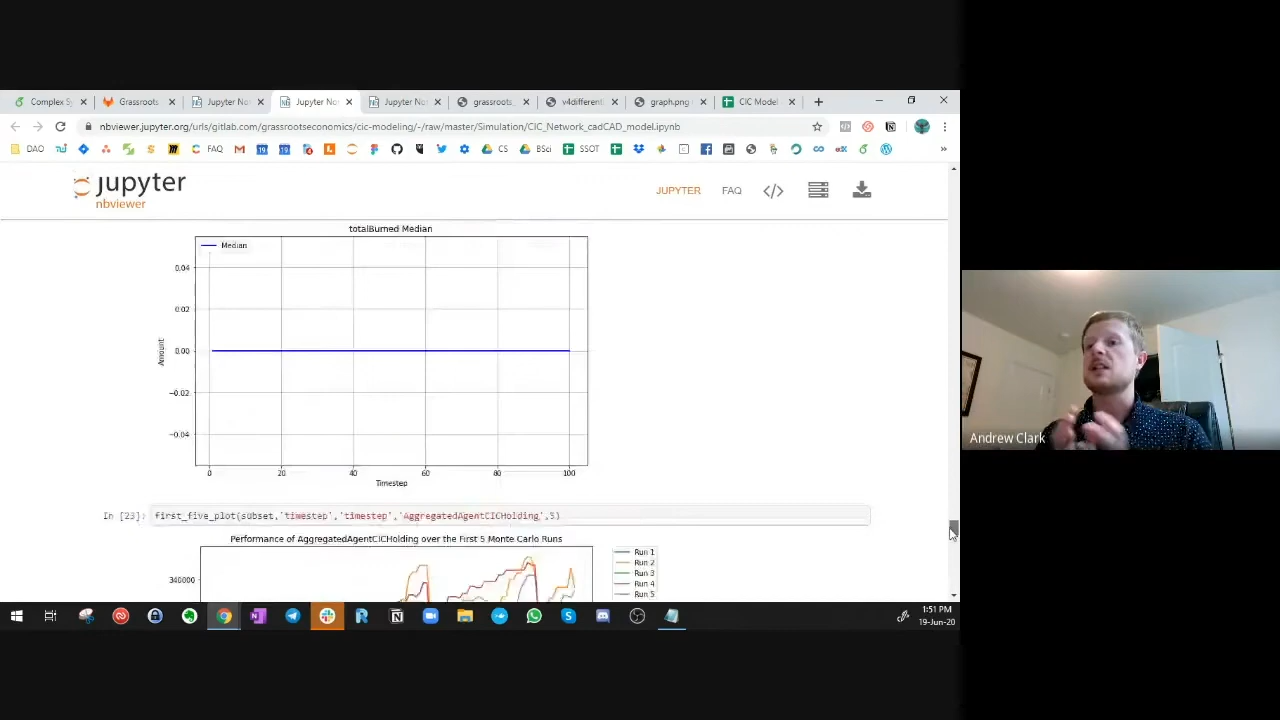 Complex Sy
Grassroots
Jupyter No
Jupyter No
Jupyter No
grassroots_
v4different
graph.png
CIC Model
nbviewer.jupyter.org/urls/gitlab.com/grassrootseconomics/cic-modeling/-/raw/master/Simulation/CIC_Network_cadCAD_model.ipynb
DAO
FAQ
CS
BSci
SSOT
jupyter
nbviewer
JUPYTER
FAQ
totalBurned Median
Median
0.04
0.02
0.00
−0.02
−0.04
Amount
0 20 40 60 80 100
Timestep
In [23]: first_five_plot(subset,'timestep','timestep','AggregatedAgentCICHolding',5)
Performance of AggregatedAgentCICHolding over the First 5 Monte Carlo Runs
340000
Run 1
Run 2
Run 3
Run 4
Run 5
Andrew Clark
1:51 PM
19-Jun-20